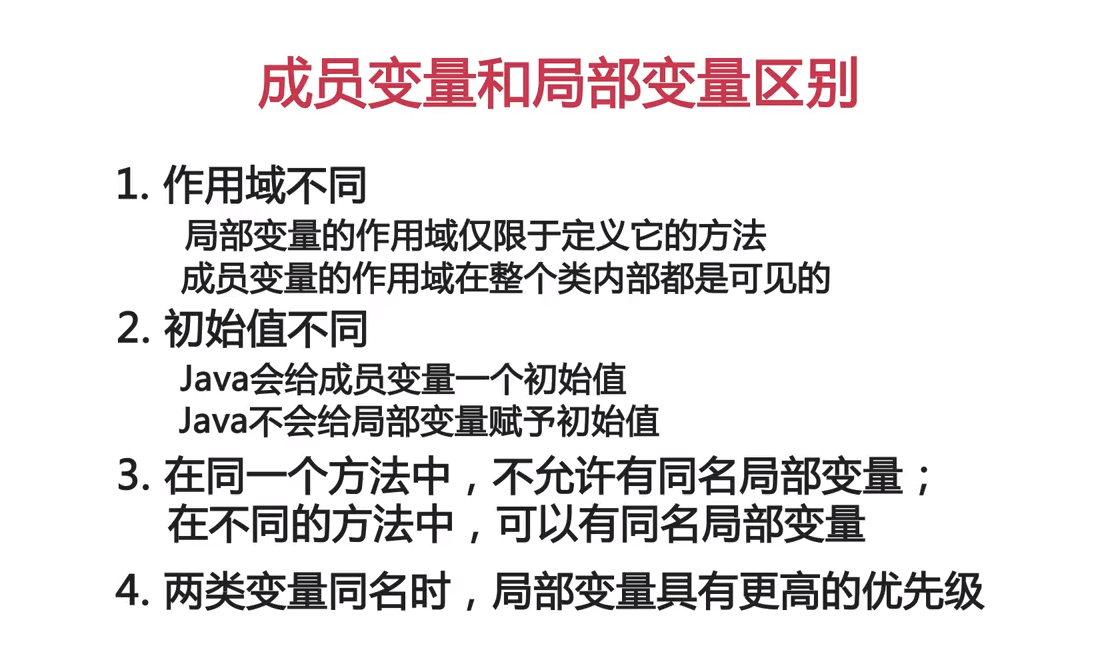 成员变量和局部变量区别
1. 作用域不同
局部变量的作用域仅限于定义它的方法
成员变量的作用域在整个类内部都是可见的
2. 初始值不同
Java会给成员变量一个初始值
Java不会给局部变量赋予初始值
3. 在同一个方法中，不允许有同名局部变量；
在不同的方法中，可以有同名局部变量
4. 两类变量同名时，局部变量具有更高的优先级